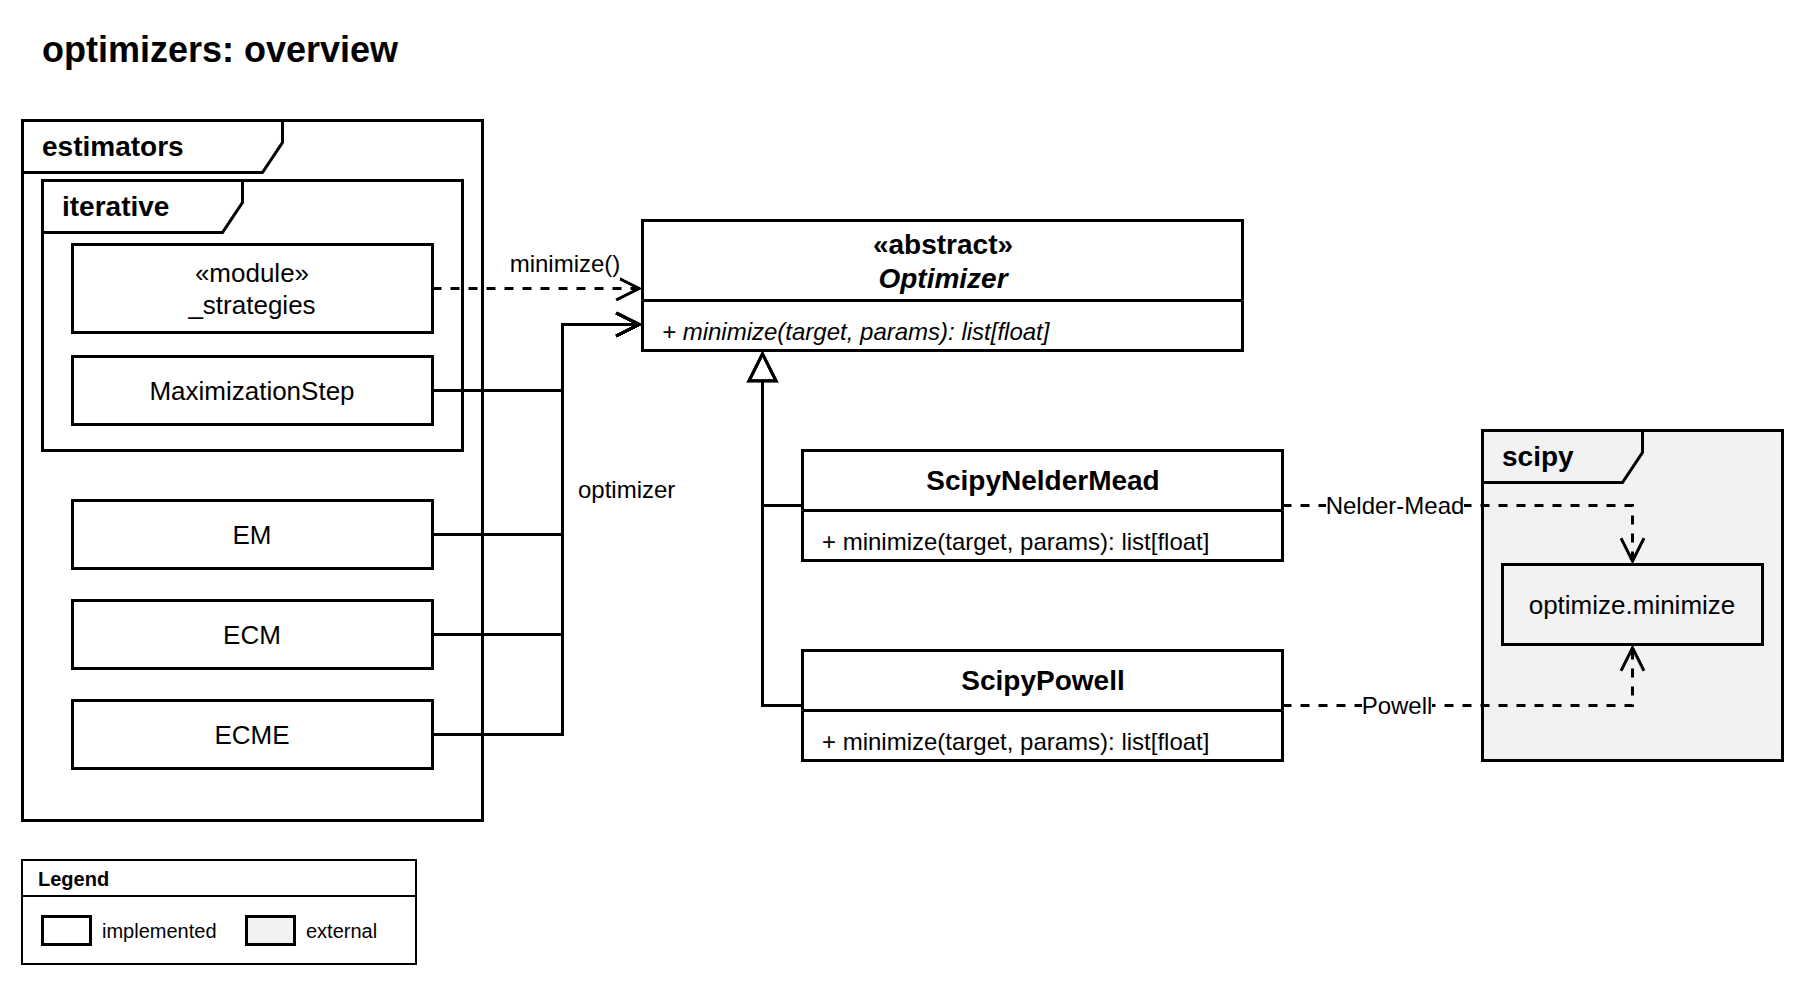 optimizers: overview
estimators
iterative
«module»
_strategies
MaximizationStep
EM
ECM
ECME
minimize()
optimizer
«abstract»
Optimizer
+ minimize(target, params): list[float]
ScipyNelderMead
+ minimize(target, params): list[float]
ScipyPowell
+ minimize(target, params): list[float]
Nelder-Mead
Powell
scipy
optimize.minimize
Legend
implemented
external